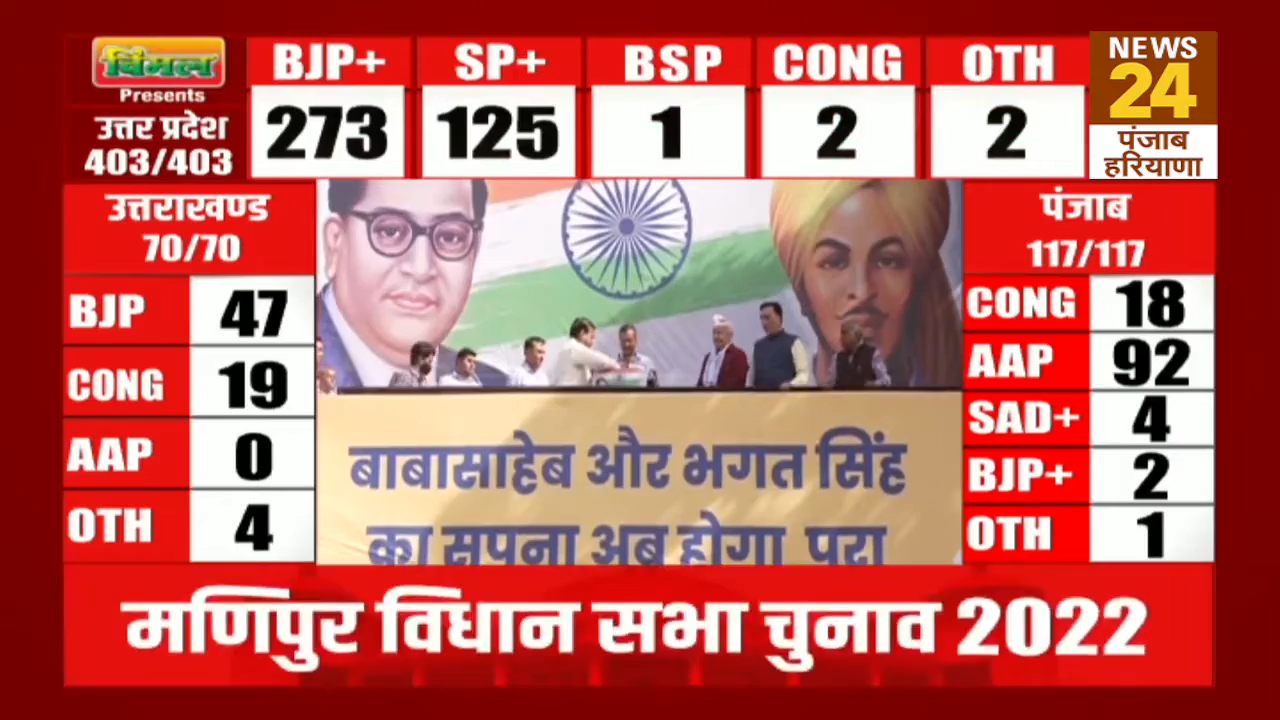 विमल
Presents
उत्तर प्रदेश
403/403
BJP+
273
SP+
125
BSP
1
CONG
2
OTH
2
NEWS
24
पंजाब
हरियाणा
उत्तराखण्ड
70/70
BJP 47
CONG 19
AAP 0
OTH 4
बाबासाहेब और भगत सिंह
का सपना अब होगा पूरा
पंजाब
117/117
CONG 18
AAP 92
SAD+ 4
BJP+ 2
OTH 1
मणिपुर विधान सभा चुनाव 2022